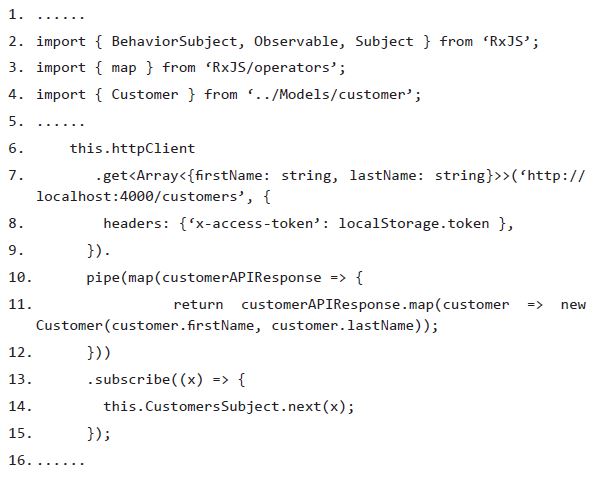 1. ......
2. import { BehaviorSubject, Observable, Subject } from ‘RxJS’;
3. import { map } from ‘RxJS/operators’;
4. import { Customer } from ‘../Models/customer’;
5. ......
6. this.httpClient
7. .get<Array<{firstName: string, lastName: string}>>(‘http://
localhost:4000/customers’, {
8. headers: {‘x-access-token’: localStorage.token },
9. }).
10. pipe(map(customerAPIResponse => {
11. return customerAPIResponse.map(customer => new
Customer(customer.firstName, customer.lastName));
12. }))
13. .subscribe((x) => {
14. this.CustomersSubject.next(x);
15. });
16. ......